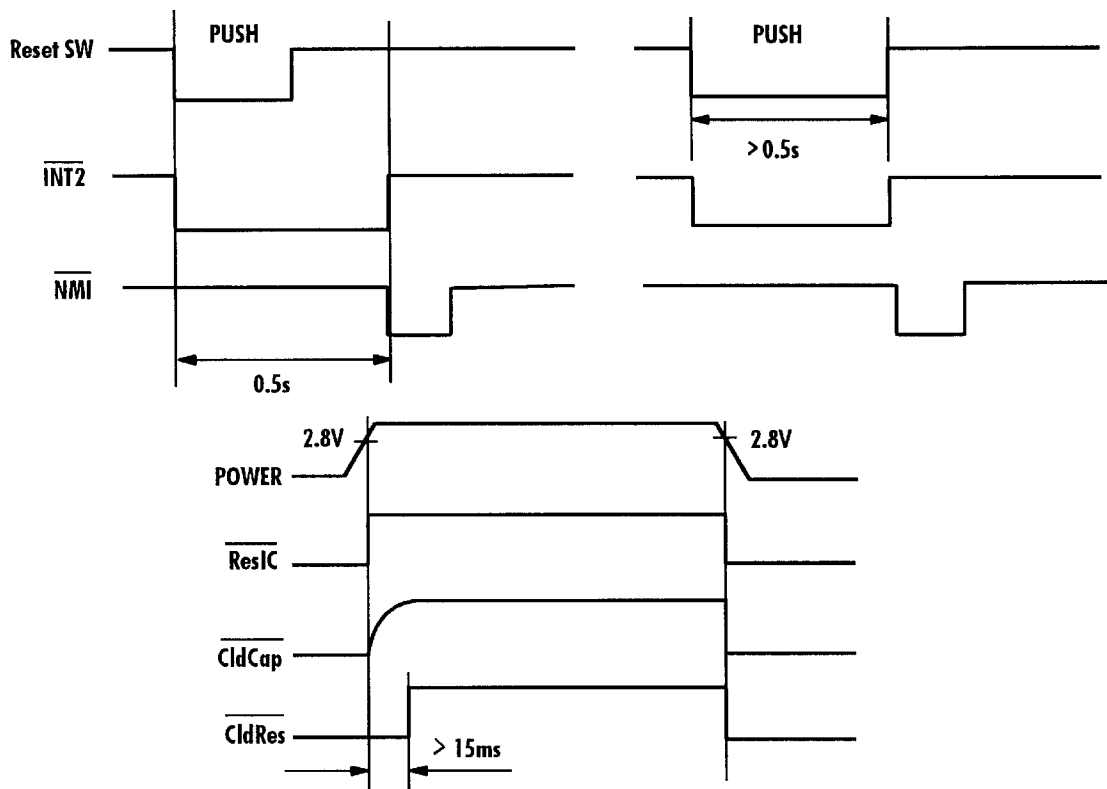 PUSH PUSH
Reset SW
> 0.5s
INT2
NMI
0.5s
2.8V 2.8V
POWER
ResIC
CldCap
CldRes
> 15ms